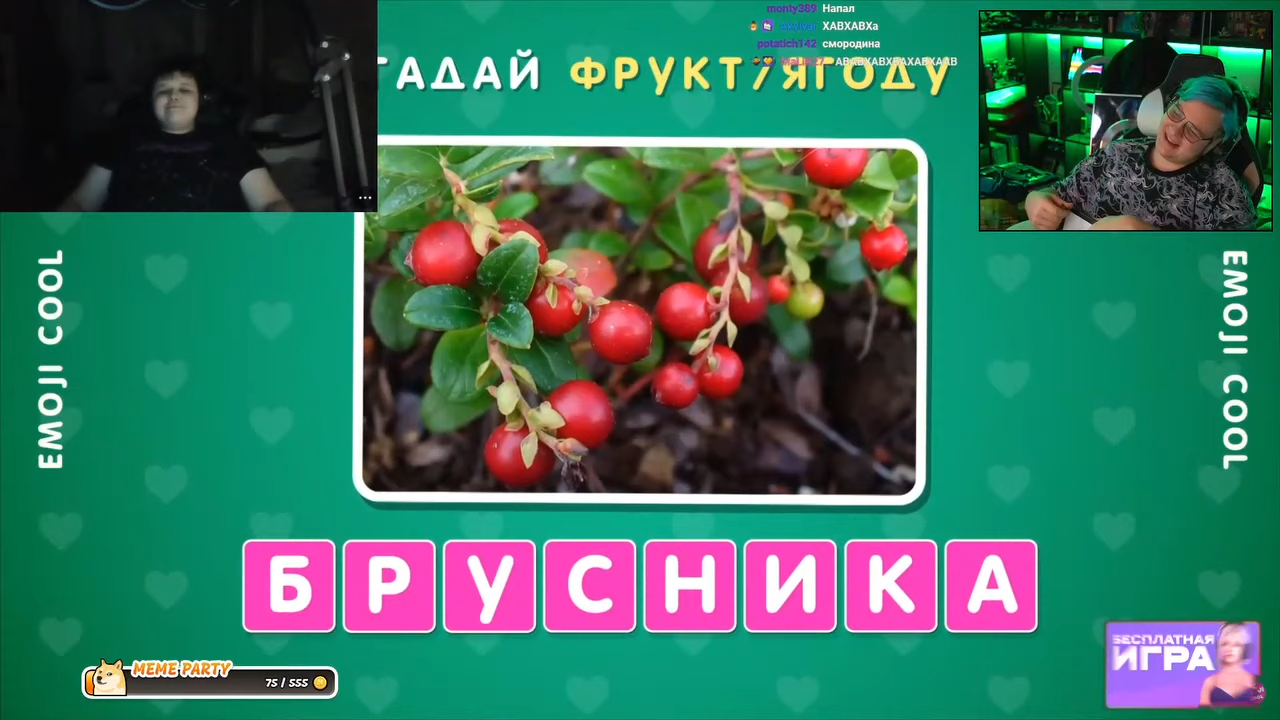 monty389 Напал
ХАВХАВХа
potatich142 смородина
АВАВХАВХВАХАВХААВ
ГАДАЙ ФРУКТ/ЯГОДУ
EMOJI COOL
EMOJI COOL
БРУСНИКА
MEME PARTY
75 / 555
БЕСПЛАТНАЯ
ИГРА